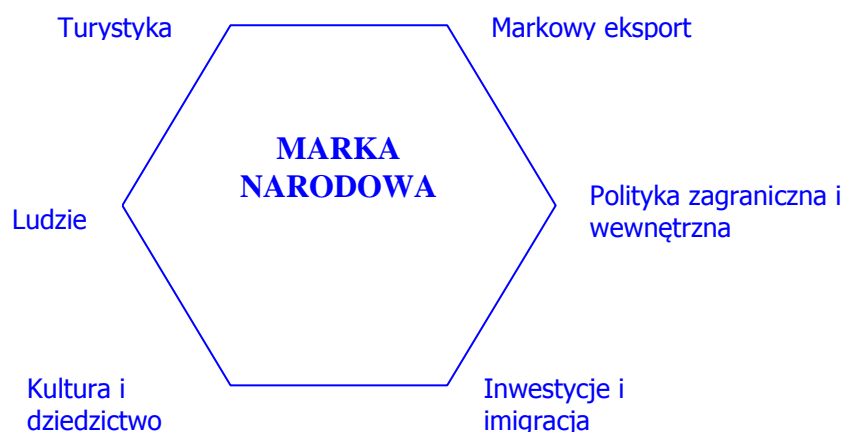 Turystyka
Markowy eksport
MARKA
NARODOWA
Polityka zagraniczna i
wewnętrzna
Ludzie
Kultura i
dziedzictwo
Inwestycje i
imigracja